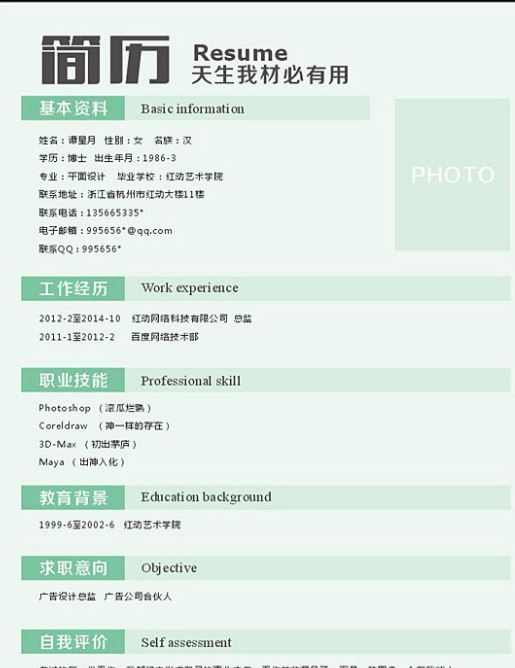 简历 Resume
天生我材必有用
基本资料 Basic information
姓名：谭星月 性别：女 名族：汉
学历：博士 出生年月：1986-3
专业：平面设计 毕业学校：红动艺术学院
联系地址：浙江省杭州市红动大楼11楼
联系电话：135665335*
电子邮箱：995656*@qq.com
联系QQ：995656*
PHOTO
工作经历 Work experience
2012-2至2014-10 红动网络科技有限公司 总监
2011-1至2012-2 百度网络技术部
职业技能 Professional skill
Photoshop （滚瓜烂熟）
Coreldraw （神一样的存在）
3D-Max （初出茅庐）
Maya （出神入化）
教育背景 Education background
1999-6至2002-6 红动艺术学院
求职意向 Objective
广告设计总监 广告公司合伙人
自我评价 Self assessment